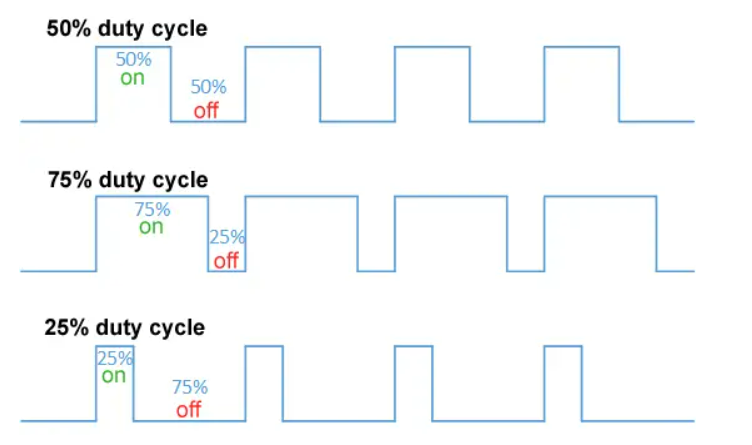 50% duty cycle
50%
on
50%
off
75% duty cycle
75%
on
25%
off
25% duty cycle
25%
on
75%
off